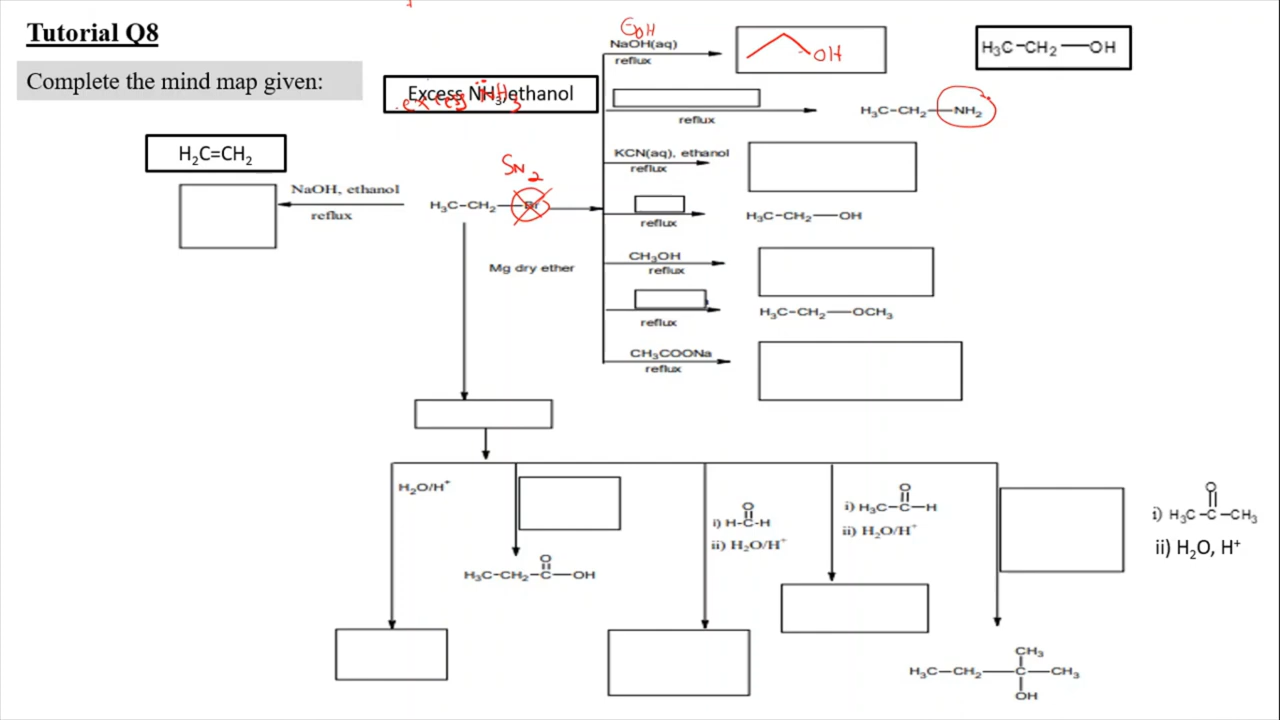 Tutorial Q8
Complete the mind map given:
ΘOH
NaOH(aq)
reflux
OH
H₃C-CH₂—OH
Excess NH₃/ethanol
excess NH₃
reflux
H₃C-CH₂—NH₂
H₂C=CH₂
KCN(aq), ethanol
reflux
SN₂
NaOH, ethanol
reflux
H₃C-CH₂—Br
reflux
H₃C-CH₂—OH
Mg dry ether
CH₃OH
reflux
reflux
H₃C-CH₂—OCH₃
CH₃COONa
reflux
H₂O/H⁺
O
i) H-C-H
ii) H₂O/H⁺
O
i) H₃C-C-H
ii) H₂O/H⁺
O
i) H₃C-C-CH₃
ii) H₂O, H⁺
O
H₃C-CH₂-C—OH
CH₃
H₃C-CH₂—C—CH₃
OH